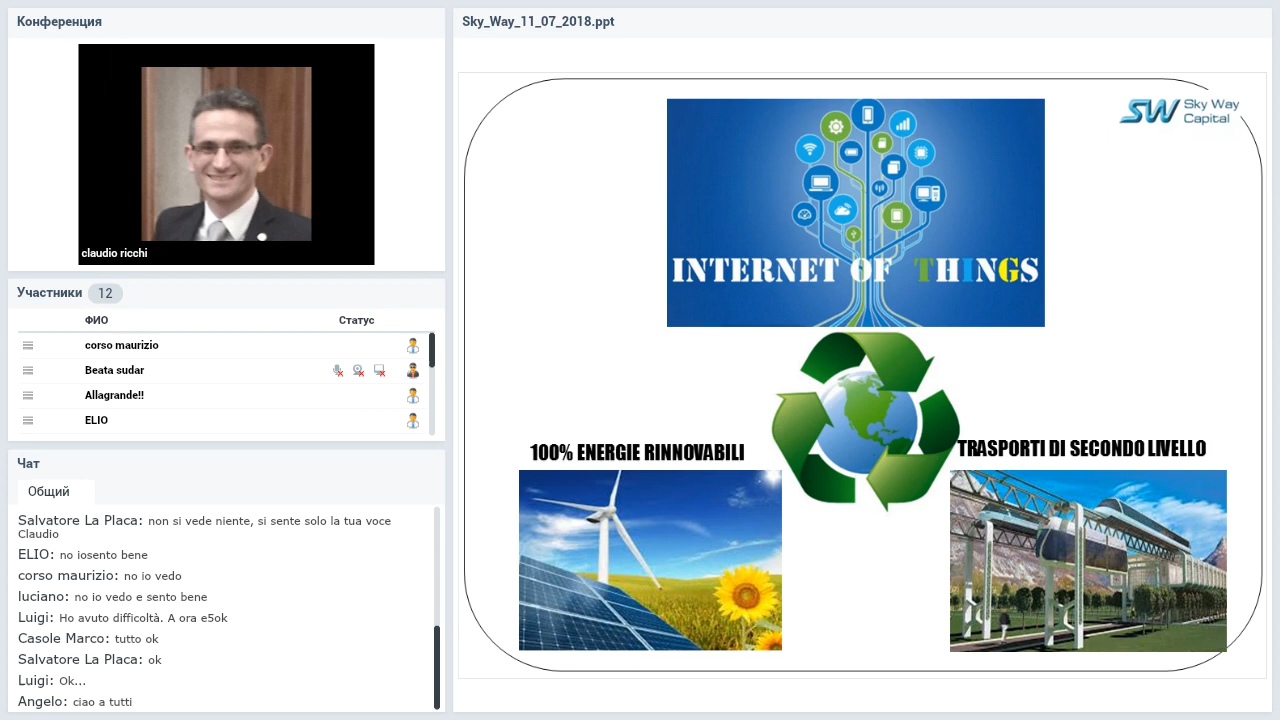 Конференция
claudio ricchi
Участники 12
ФИО Статус
corso maurizio
Beata sudar
Allagrande!!
ELIO
Чат
Общий
Salvatore La Placa: non si vede niente, si sente solo la tua voce
Claudio
ELIO: no iosento bene
corso maurizio: no io vedo
luciano: no io vedo e sento bene
Luigi: Ho avuto difficoltà. A ora e5ok
Casole Marco: tutto ok
Salvatore La Placa: ok
Luigi: Ok...
Angelo: ciao a tutti
Sky_Way_11_07_2018.ppt
SW Sky Way
Capital
INTERNET OF THINGS
100% ENERGIE RINNOVABILI
TRASPORTI DI SECONDO LIVELLO